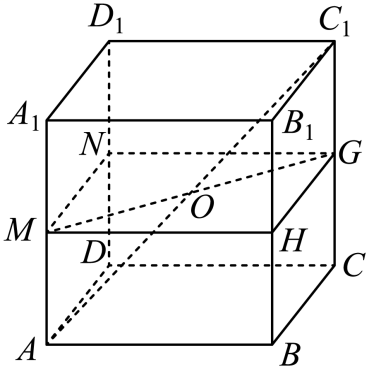 D₁ C₁
A₁ B₁
N G
M O H
D C
A B